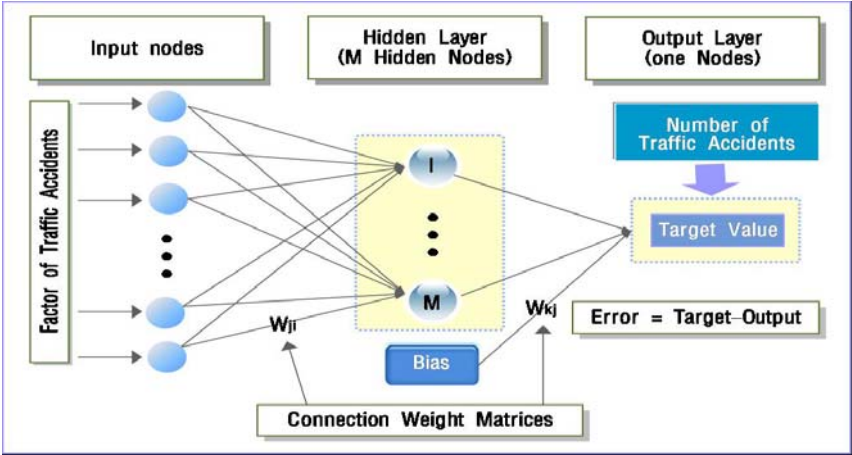 Input nodes
Hidden Layer
(M Hidden Nodes)
Output Layer
(one Nodes)
Factor of Traffic Accidents
Number of
Traffic Accidents
I
Target Value
M
Wji
Wkj
Error = Target-Output
Bias
Connection Weight Matrices